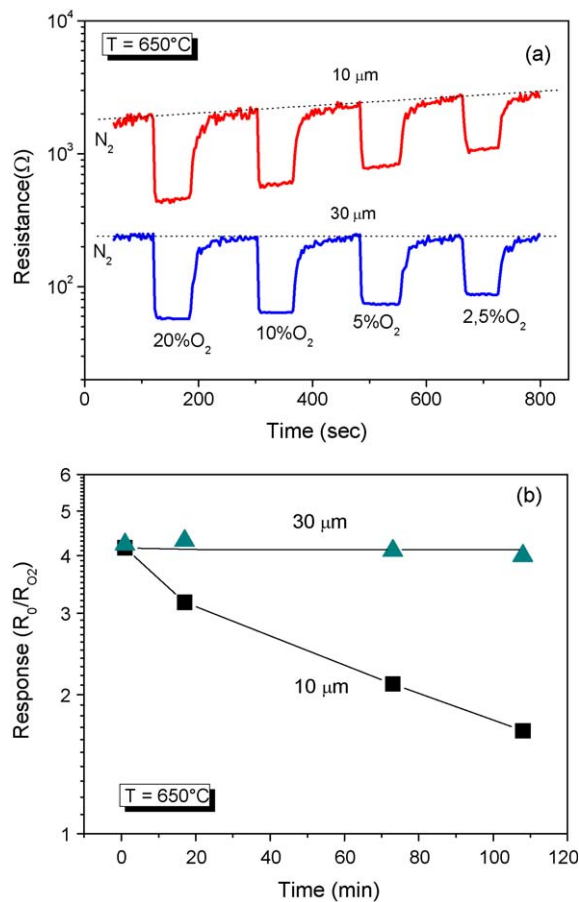 T = 650°C
(a)
10 μm
N₂
30 μm
N₂
20%O₂
10%O₂
5%O₂
2,5%O₂
10⁴
10³
10²
Resistance(Ω)
0
200
400
600
800
Time (sec)
(b)
30 μm
10 μm
T = 650°C
6
5
4
3
2
1
Response (R₀/R_O2)
0
20
40
60
80
100
120
Time (min)